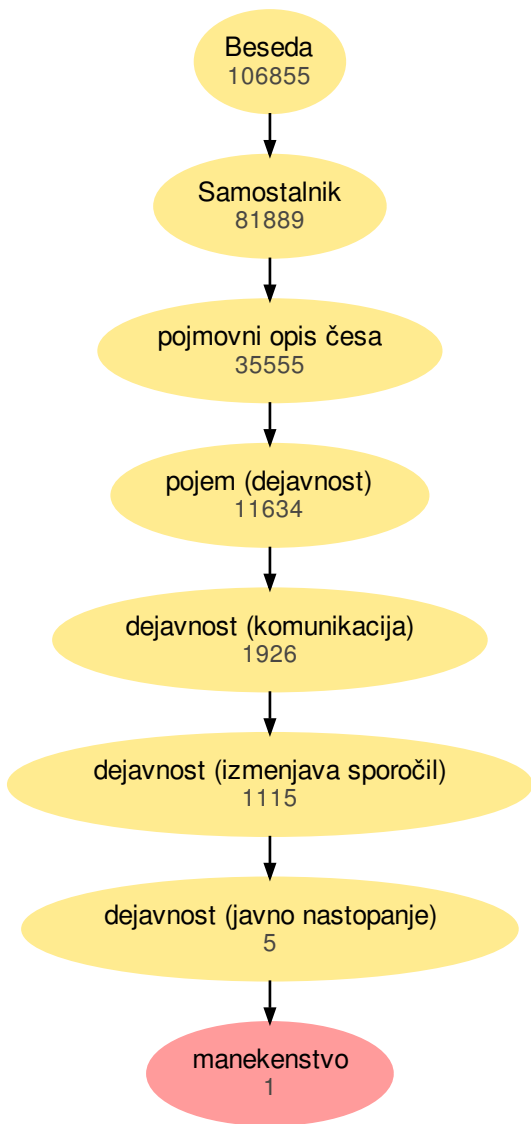 Beseda
106855
Samostalnik
81889
pojmovni opis česa
35555
pojem (dejavnost)
11634
dejavnost (komunikacija)
1926
dejavnost (izmenjava sporočil)
1115
dejavnost (javno nastopanje)
5
manekenstvo
1